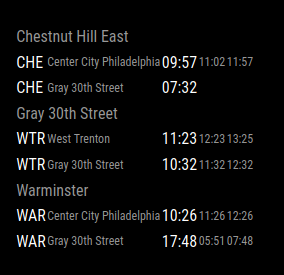 Chestnut Hill East
CHE Center City Philadelphia 09:57 11:02 11:57
CHE Gray 30th Street 07:32
Gray 30th Street
WTR West Trenton 11:23 12:23 13:25
WTR Gray 30th Street 10:32 11:32 12:32
Warminster
WAR Center City Philadelphia 10:26 11:26 12:26
WAR Gray 30th Street 17:48 05:51 07:48